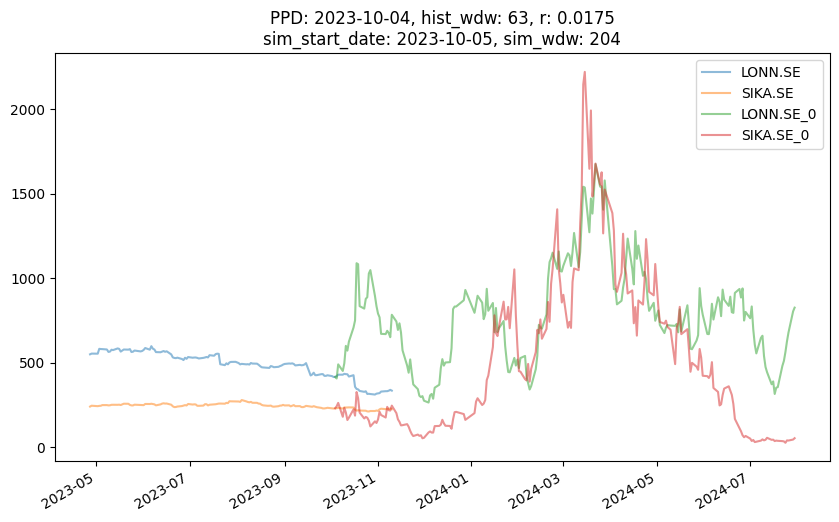 PPD: 2023-10-04, hist_wdw: 63, r: 0.0175
sim_start_date: 2023-10-05, sim_wdw: 204
LONN.SE
SIKA.SE
LONN.SE_0
SIKA.SE_0
2000
1500
1000
500
0
2023-05
2023-07
2023-09
2023-11
2024-01
2024-03
2024-05
2024-07